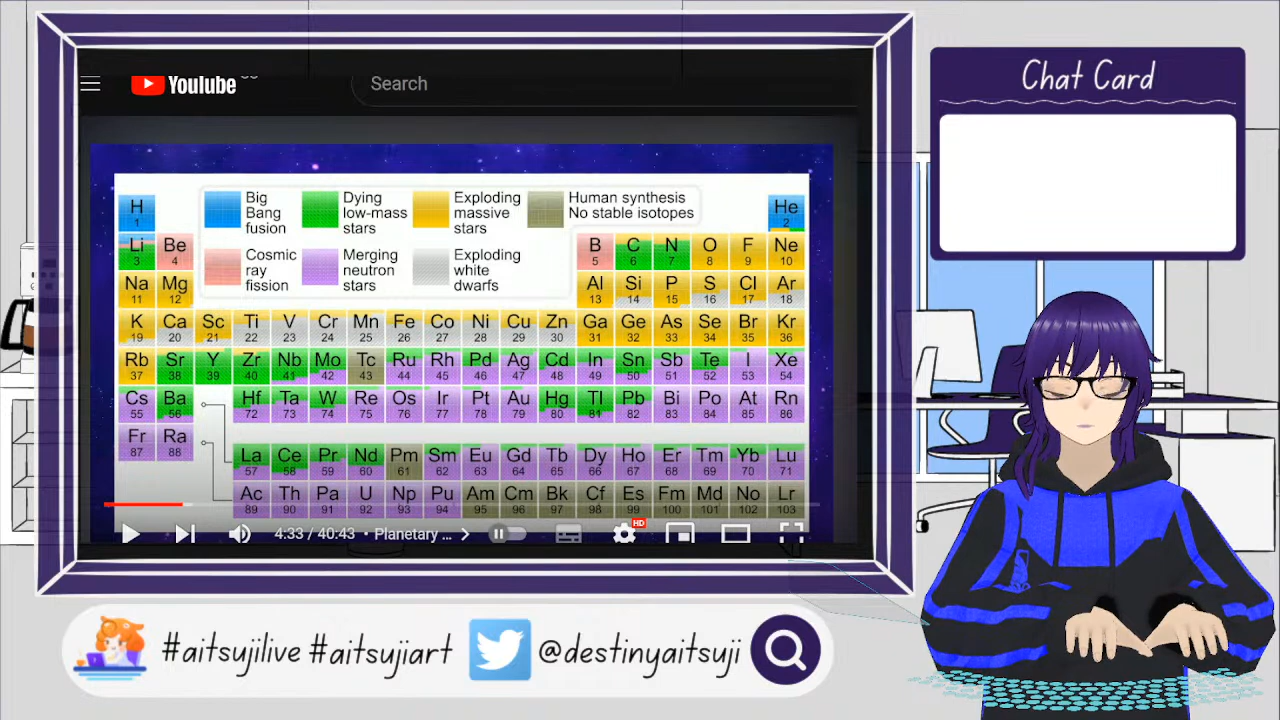 YouTube
Search
Chat Card
H
1
Big
Bang
fusion
Dying
low-mass
stars
Exploding
massive
stars
Human synthesis
No stable isotopes
He
2
Cosmic
ray
fission
Merging
neutron
stars
Exploding
white
dwarfs
Li Be B C N O F Ne
3 4 5 6 7 8 9 10
Na Mg Al Si P S Cl Ar
11 12 13 14 15 16 17 18
K Ca Sc Ti V Cr Mn Fe Co Ni Cu Zn Ga Ge As Se Br Kr
19 20 21 22 23 24 25 26 27 28 29 30 31 32 33 34 35 36
Rb Sr Y Zr Nb Mo Tc Ru Rh Pd Ag Cd In Sn Sb Te I Xe
37 38 39 40 41 42 43 44 45 46 47 48 49 50 51 52 53 54
Cs Ba Hf Ta W Re Os Ir Pt Au Hg Tl Pb Bi Po At Rn
55 56 72 73 74 75 76 77 78 79 80 81 82 83 84 85 86
Fr Ra
87 88
La Ce Pr Nd Pm Sm Eu Gd Tb Dy Ho Er Tm Yb Lu
57 58 59 60 61 62 63 64 65 66 67 68 69 70 71
Ac Th Pa U Np Pu Am Cm Bk Cf Es Fm Md No Lr
89 90 91 92 93 94 95 96 97 98 99 100 101 102 103
4:33 / 40:43 • Planetary ...
HD
#aitsujilive #aitsujiart
@destinyaitsuji